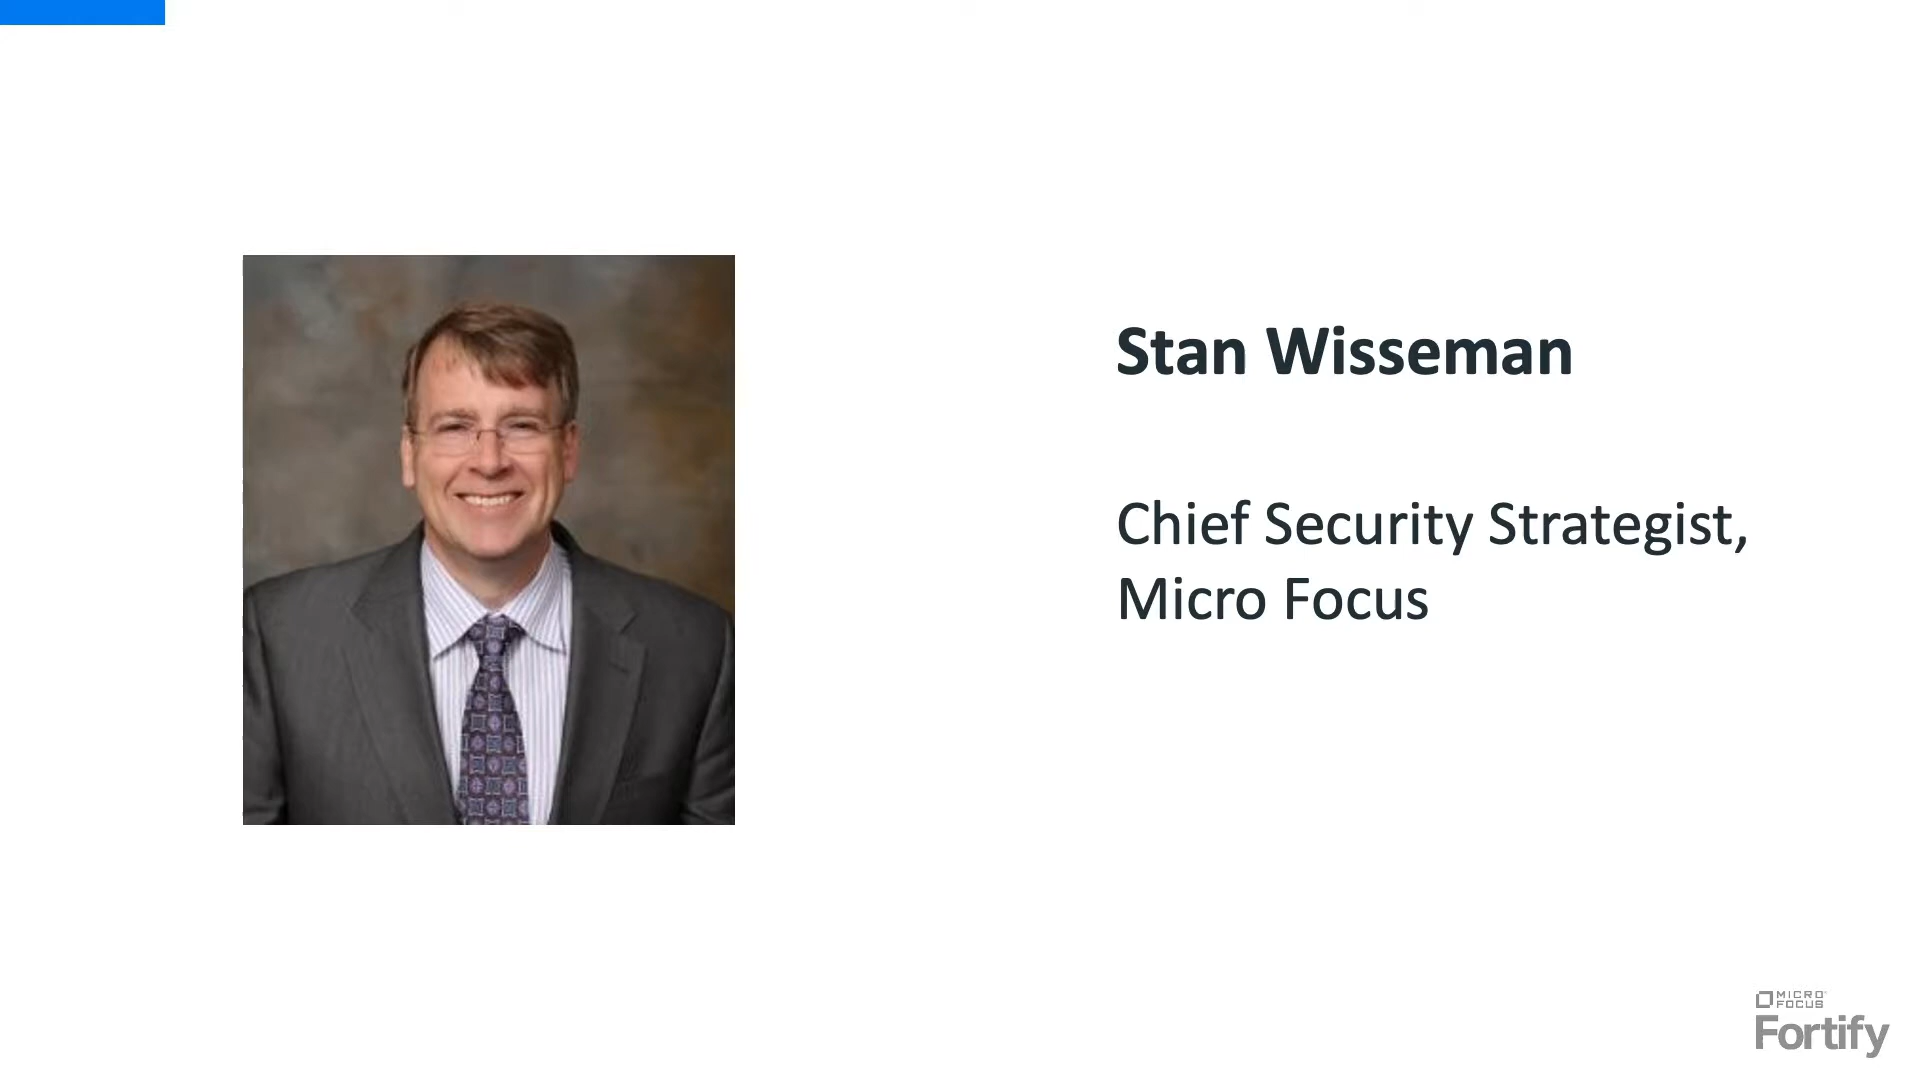 Stan Wisseman
Chief Security Strategist,
Micro Focus
MICRO
FOCUS
Fortify